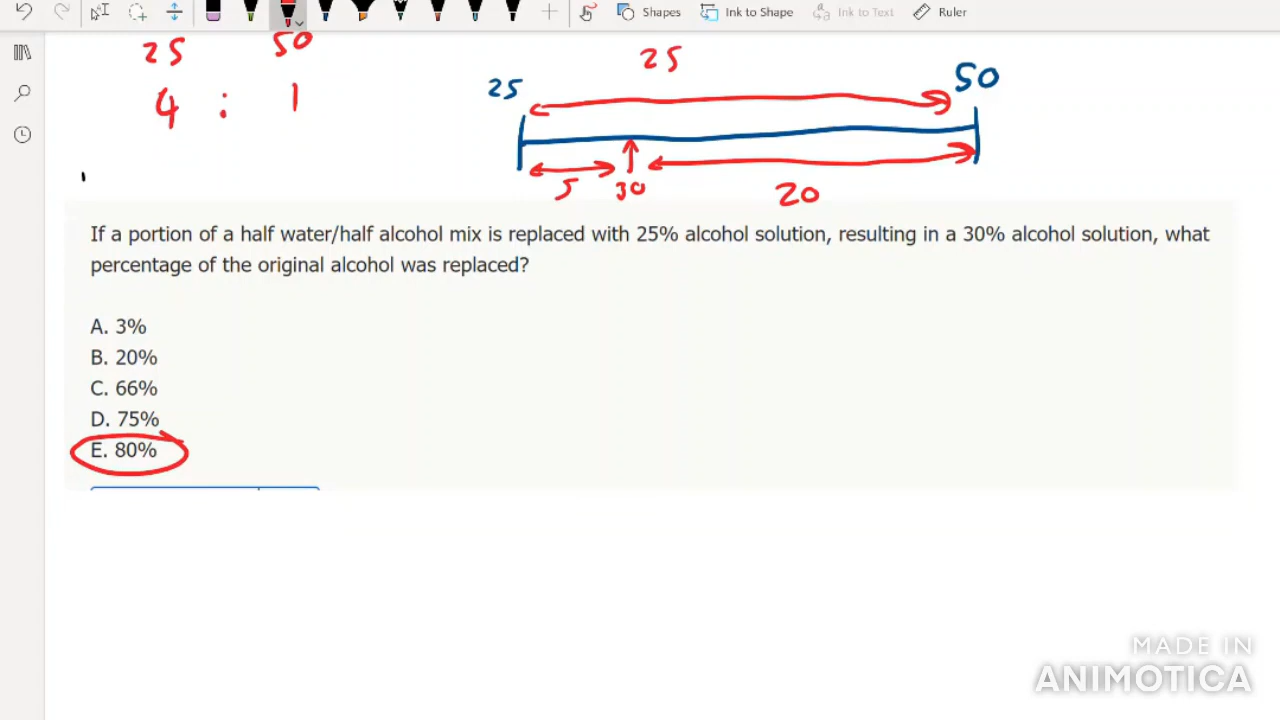 Shapes Ink to Shape Ink to Text Ruler
25 50
4 : 1
25
25 50
5 30 20
If a portion of a half water/half alcohol mix is replaced with 25% alcohol solution, resulting in a 30% alcohol solution, what
percentage of the original alcohol was replaced?
A. 3%
B. 20%
C. 66%
D. 75%
E. 80%
MADE IN
ANIMOTICA